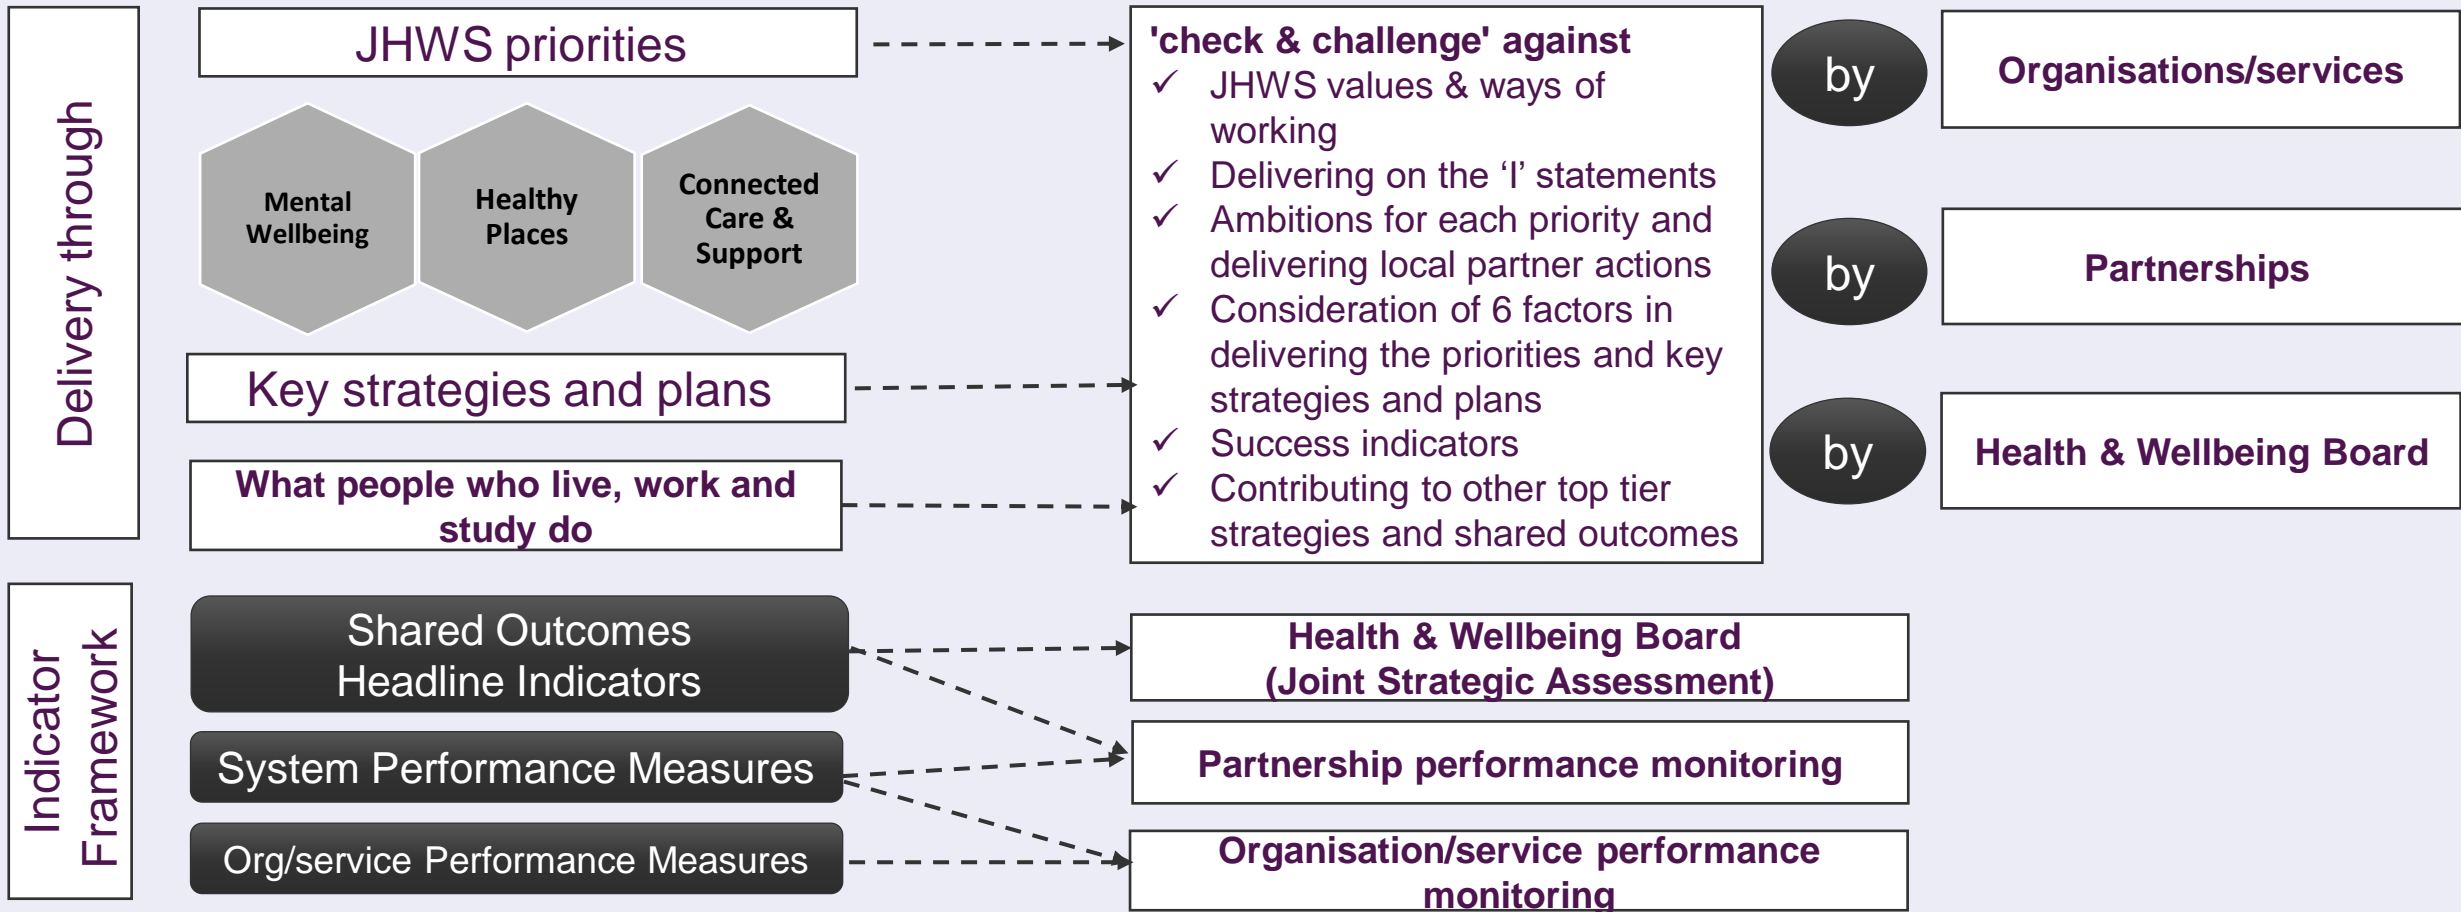 Delivery through
JHWS priorities
Mental
Wellbeing
Healthy
Places
Connected
Care &
Support
Key strategies and plans
What people who live, work and
study do
'check & challenge' against
✓ JHWS values & ways of
working
✓ Delivering on the ‘I’ statements
✓ Ambitions for each priority and
delivering local partner actions
✓ Consideration of 6 factors in
delivering the priorities and key
strategies and plans
✓ Success indicators
✓ Contributing to other top tier
strategies and shared outcomes
by
Organisations/services
by
Partnerships
by
Health & Wellbeing Board
Indicator
Framework
Shared Outcomes
Headline Indicators
System Performance Measures
Org/service Performance Measures
Health & Wellbeing Board
(Joint Strategic Assessment)
Partnership performance monitoring
Organisation/service performance
monitoring